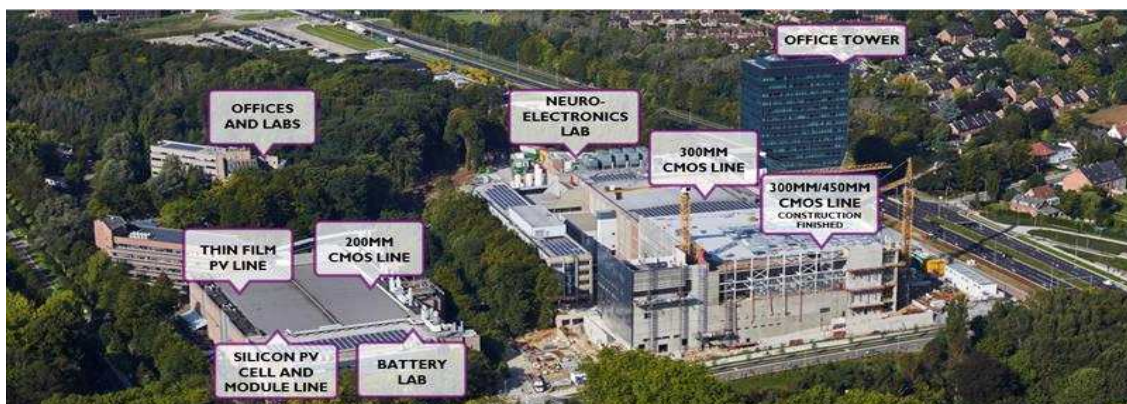 OFFICE TOWER
OFFICES
AND LABS
NEURO-
ELECTRONICS
LAB
300MM
CMOS LINE
300MM/450MM
CMOS LINE
CONSTRUCTION
FINISHED
THIN FILM
PV LINE
200MM
CMOS LINE
SILICON PV
CELL AND
MODULE LINE
BATTERY
LAB